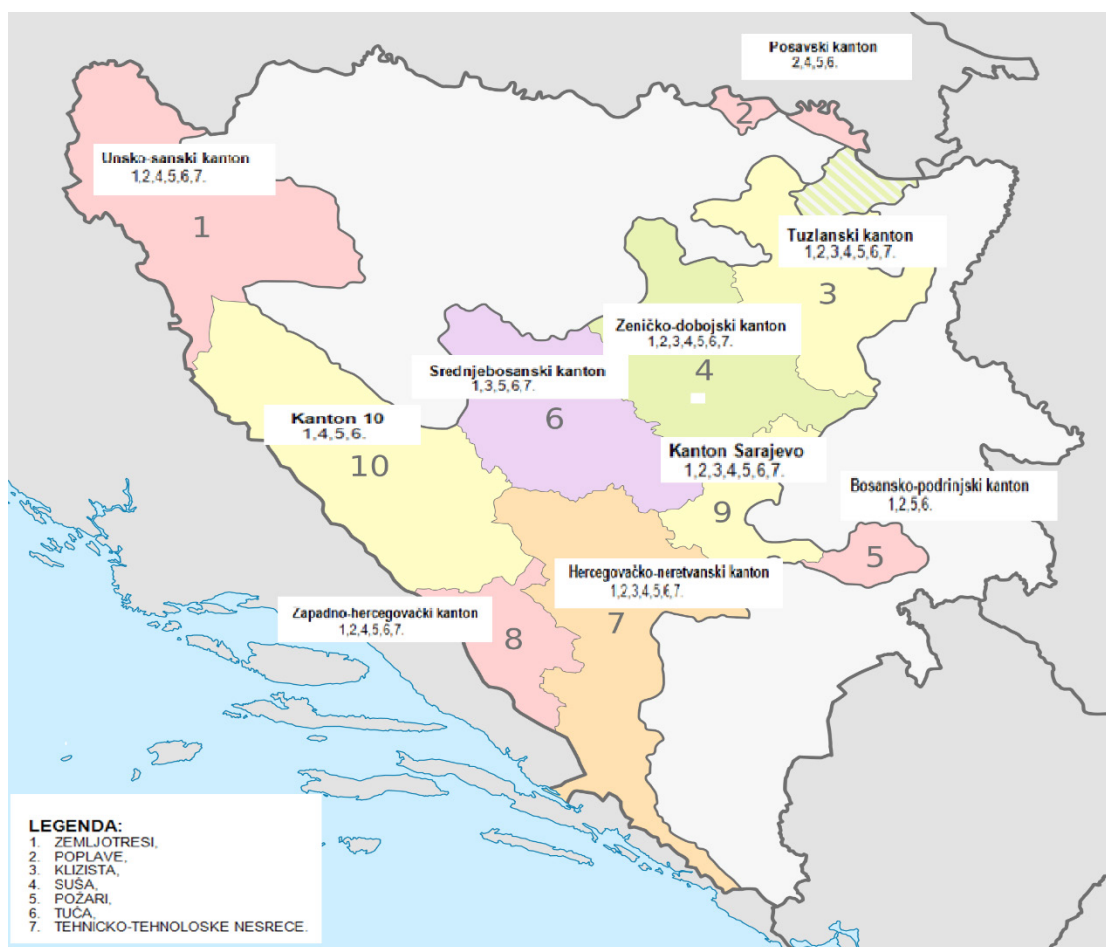 Posavski kanton
2,4,5,6.
2
Unsko-sanski kanton
1,2,4,5,6,7.
1
Tuzlanski kanton
1,2,3,4,5,6,7.
3
Zeničko-dobojski kanton
1,2,3,4,5,6,7.
4
Srednjebosanski kanton
1,3,5,6,7.
6
Kanton 10
1,4,5,6.
10
Kanton Sarajevo
1,2,3,4,5,6,7.
9
Bosansko-podrinjski kanton
1,2,5,6.
5
Hercegovačko-neretvanski kanton
1,2,3,4,5,6,7.
7
Zapadno-hercegovački kanton
1,2,4,5,6,7.
8
LEGENDA:
1. ZEMLJOTRESI,
2. POPLAVE,
3. KLIZISTA,
4. SUŠA,
5. POŽARI,
6. TUČA,
7. TEHNICKO-TEHNOLOSKE NESRECE.